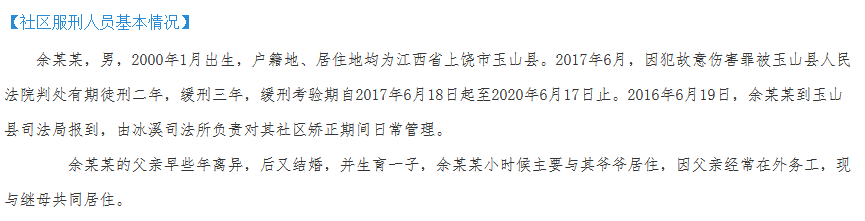 【社区服刑人员基本情况】
余某某，男，2000年1月出生，户籍地、居住地均为江西省上饶市玉山县。2017年6月，因犯故意伤害罪被玉山县人民
法院判处有期徒刑二年，缓刑三年，缓刑考验期自2017年6月18日起至2020年6月17日止。2016年6月19日，余某某到玉山
县司法局报到，由冰溪司法所负责对其社区矫正期间日常管理。
余某某的父亲早些年离异，后又结婚，并生育一子，余某某小时候主要与其爷爷居住，因父亲经常在外务工，现
与继母共同居住。